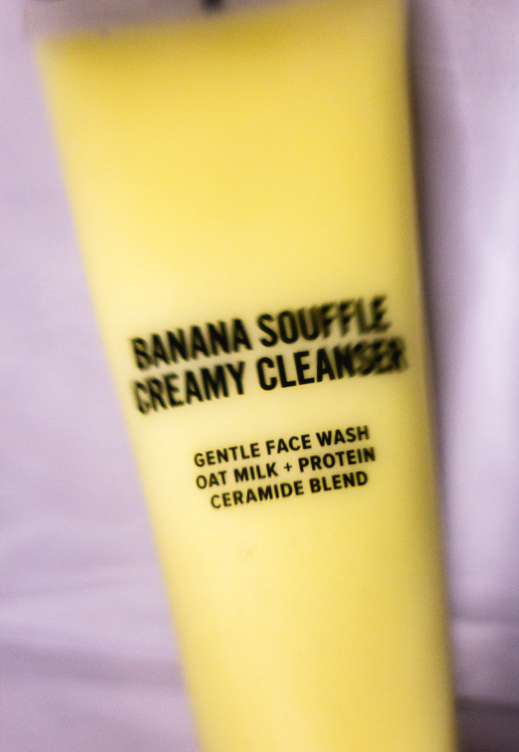 BANANA SOUFFLE
CREAMY CLEANSER
GENTLE FACE WASH
OAT MILK + PROTEIN
CERAMIDE BLEND